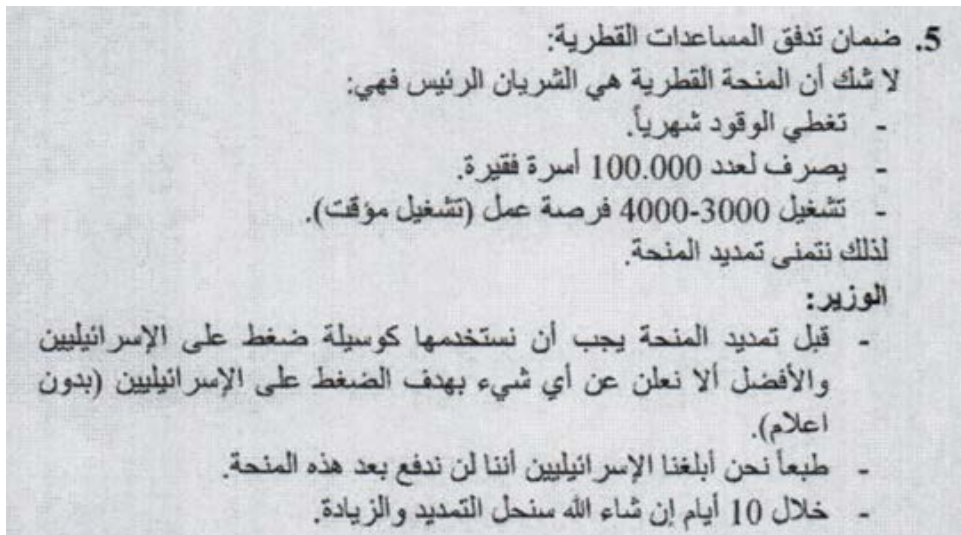 5. ضمان تدفق المساعدات القطرية:
لا شك أن المنحة القطرية هي الشريان الرئيس فهي:
- تغطي الوقود شهرياً.
- يصرف لعدد 100.000 أسرة فقيرة.
- تشغيل 3000-4000 فرصة عمل (تشغيل مؤقت).
لذلك نتمنى تمديد المنحة.
الوزير:
- قبل تمديد المنحة يجب أن نستخدمها كوسيلة ضغط على الإسرائيليين
والأفضل ألا نعلن عن أي شيء بهدف الضغط على الإسرائيليين (بدون
اعلام).
- طبعاً نحن أبلغنا الإسرائيليين أننا لن ندفع بعد هذه المنحة.
- خلال 10 أيام إن شاء الله سنحل التمديد والزيادة.